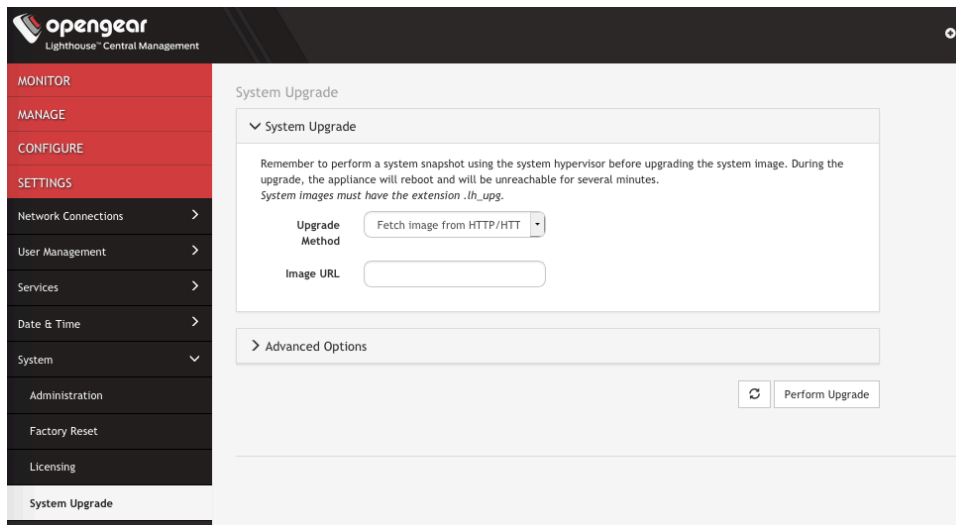 opengear
Lighthouse™ Central Management
MONITOR
MANAGE
CONFIGURE
SETTINGS
Network Connections
User Management
Services
Date & Time
System
Administration
Factory Reset
Licensing
System Upgrade
System Upgrade
System Upgrade
Remember to perform a system snapshot using the system hypervisor before upgrading the system image. During the
upgrade, the appliance will reboot and will be unreachable for several minutes.
System images must have the extension .lh_upg.
Upgrade
Method
Fetch image from HTTP/HTT
Image URL
Advanced Options
Perform Upgrade